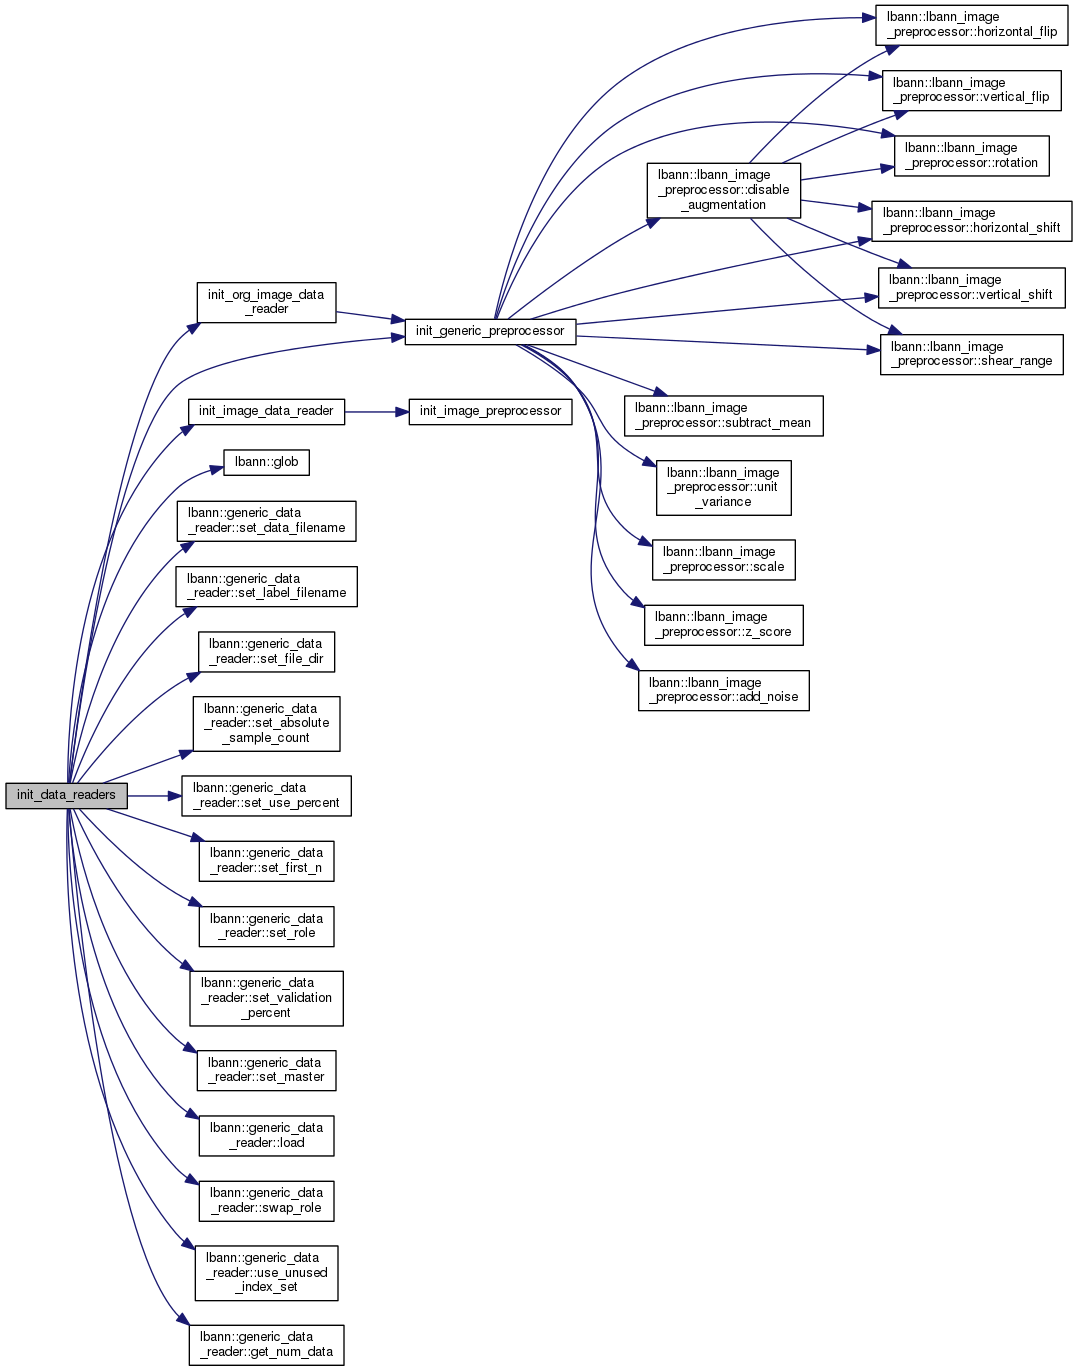 init_data_readers
init_org_image_data
_reader
init_image_data_reader
lbann::glob
lbann::generic_data
_reader::set_data_filename
lbann::generic_data
_reader::set_label_filename
lbann::generic_data
_reader::set_file_dir
lbann::generic_data
_reader::set_absolute
_sample_count
lbann::generic_data
_reader::set_use_percent
lbann::generic_data
_reader::set_first_n
lbann::generic_data
_reader::set_role
lbann::generic_data
_reader::set_validation
_percent
lbann::generic_data
_reader::set_master
lbann::generic_data
_reader::load
lbann::generic_data
_reader::swap_role
lbann::generic_data
_reader::use_unused
_index_set
lbann::generic_data
_reader::get_num_data
init_generic_preprocessor
init_image_preprocessor
lbann::lbann_image
_preprocessor::disable
_augmentation
lbann::lbann_image
_preprocessor::subtract_mean
lbann::lbann_image
_preprocessor::unit
_variance
lbann::lbann_image
_preprocessor::scale
lbann::lbann_image
_preprocessor::z_score
lbann::lbann_image
_preprocessor::add_noise
lbann::lbann_image
_preprocessor::horizontal_flip
lbann::lbann_image
_preprocessor::vertical_flip
lbann::lbann_image
_preprocessor::rotation
lbann::lbann_image
_preprocessor::horizontal_shift
lbann::lbann_image
_preprocessor::vertical_shift
lbann::lbann_image
_preprocessor::shear_range